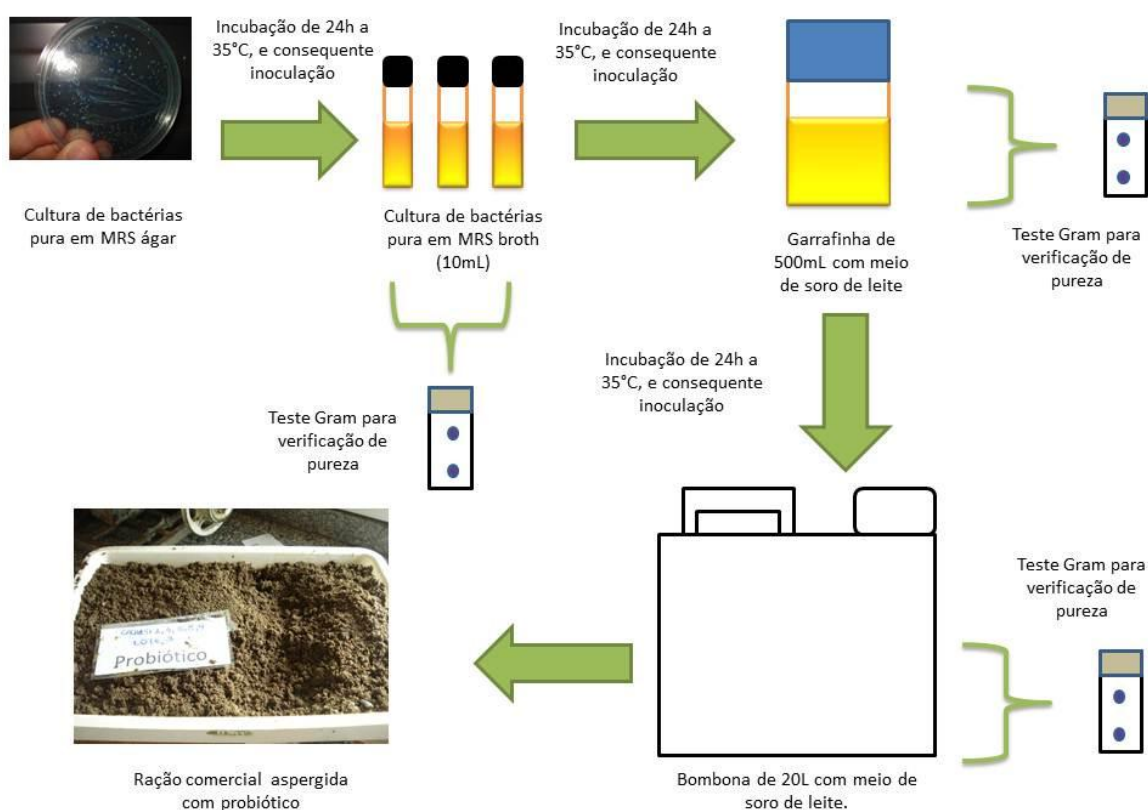 Incubação de 24h a
35°C, e consequente
inoculação
Incubação de 24h a
35°C, e consequente
inoculação
Cultura de bactérias
pura em MRS ágar
Cultura de bactérias
pura em MRS broth
(10mL)
Garrafinha de
500mL com meio
de soro de leite
Teste Gram para
verificação de
pureza
Incubação de 24h a
35°C, e consequente
inoculação
Teste Gram para
verificação de
pureza
Probiótico
Teste Gram para
verificação de
pureza
Ração comercial aspergida
com probiótico
Bombona de 20L com meio de
soro de leite.